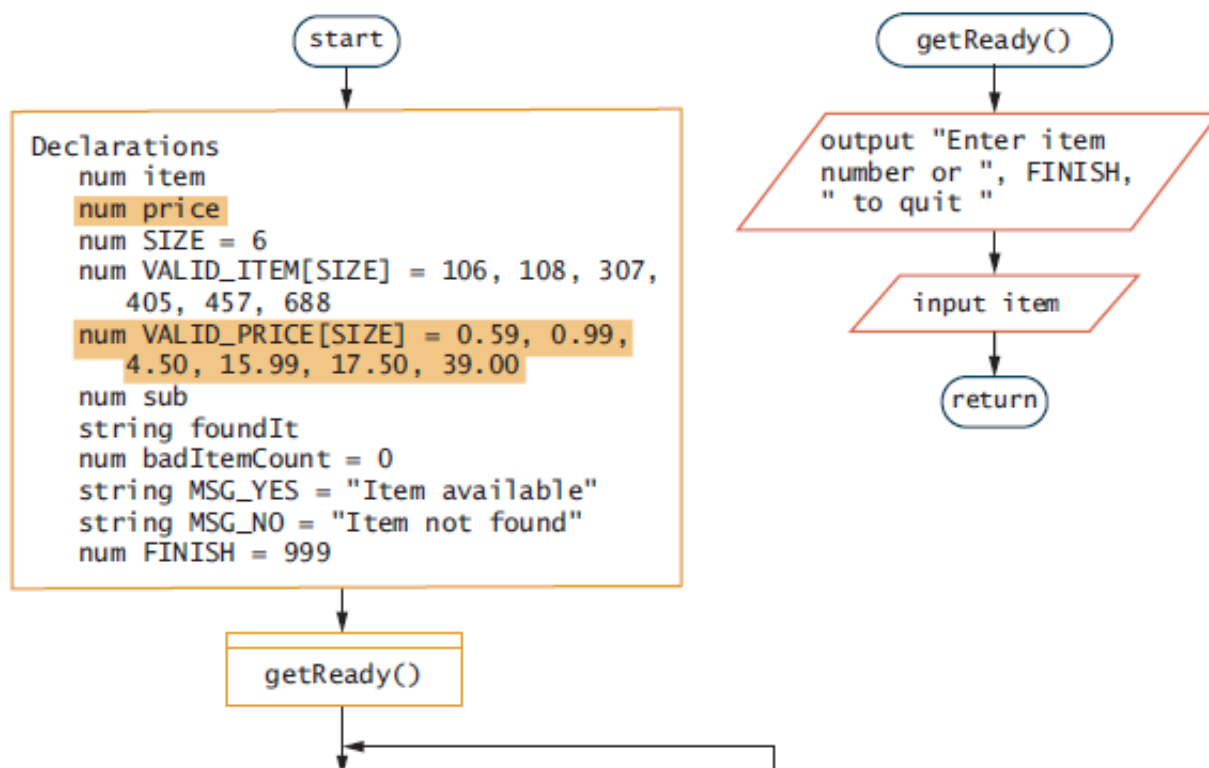 start
Declarations
num item
num price
num SIZE = 6
num VALID_ITEM[SIZE] = 106, 108, 307,
405, 457, 688
num VALID_PRICE[SIZE] = 0.59, 0.99,
4.50, 15.99, 17.50, 39.00
num sub
string foundIt
num badItemCount = 0
string MSG_YES = "Item available"
string MSG_NO = "Item not found"
num FINISH = 999
getReady()
getReady()
output "Enter item
number or ", FINISH,
" to quit "
input item
return